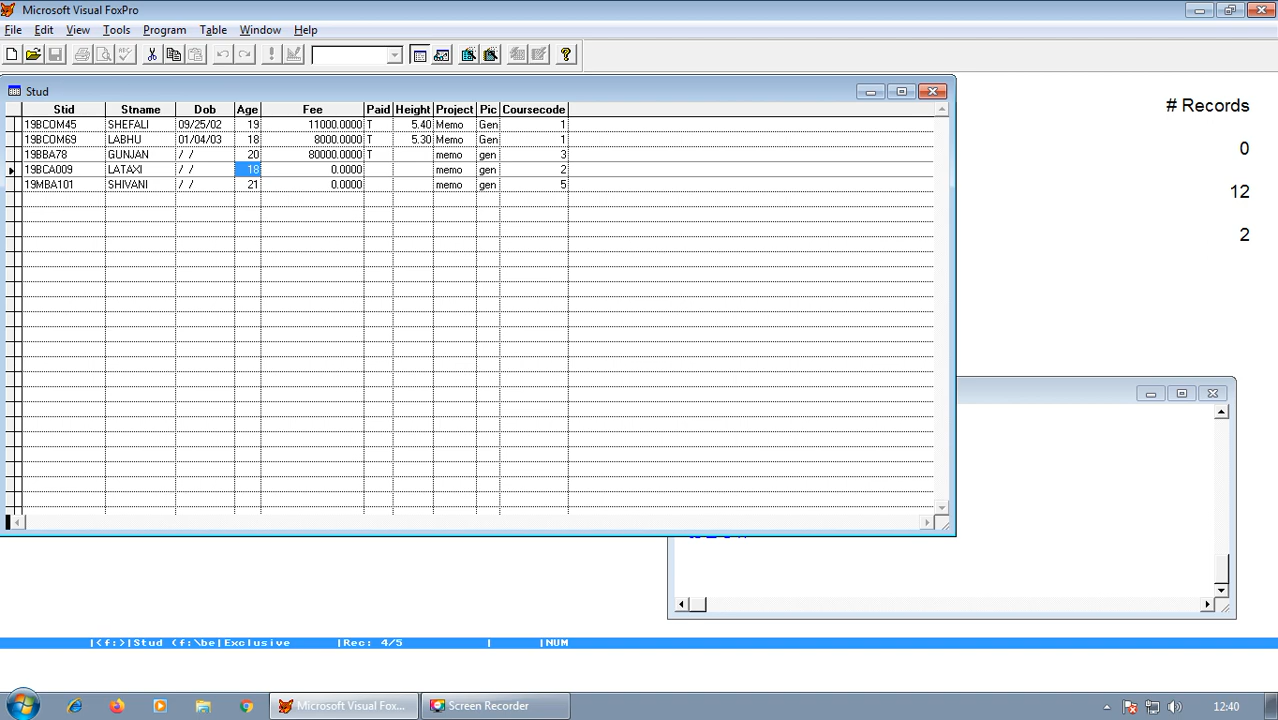 Microsoft Visual FoxPro
File Edit View Tools Program Table Window Help
Stud
Stid Stname Dob Age Fee Paid Height Project Pic Coursecode
19BCOM45 SHEFALI 09/25/02 19 11000.0000 T 5.40 Memo Gen 1
19BCOM69 LABHU 01/04/03 18 8000.0000 T 5.30 Memo Gen 1
19BBA78 GUNJAN / / 20 80000.0000 T memo gen 3
19BCA009 LATAXI / / 18 0.0000 memo gen 2
19MBA101 SHIVANI / / 21 0.0000 memo gen 5
# Records
0
12
2
|<f:>|Stud (f:\be|Exclusive |Rec: 4/5 | |NUM
Microsoft Visual Fox... Screen Recorder 12:40